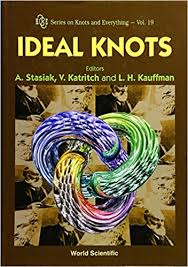 Series on Knots and Everything – Vol. 19
IDEAL KNOTS
Editors
A. Stasiak, V. Katritch and L. H. Kauffman
World Scientific